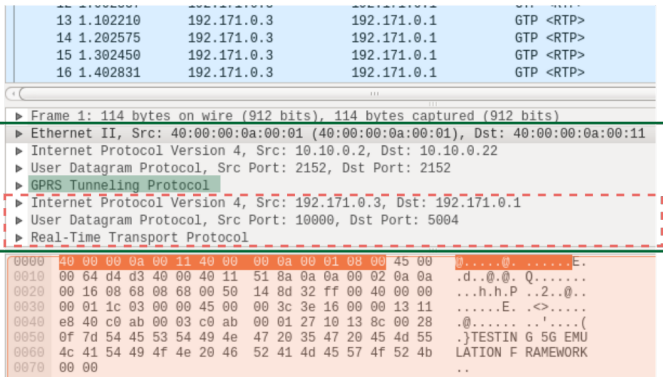 13 1.102210 192.171.0.3 192.171.0.1 GTP <RTP>
14 1.202575 192.171.0.3 192.171.0.1 GTP <RTP>
15 1.302450 192.171.0.3 192.171.0.1 GTP <RTP>
16 1.402831 192.171.0.3 192.171.0.1 GTP <RTP>
Frame 1: 114 bytes on wire (912 bits), 114 bytes captured (912 bits)
Ethernet II, Src: 40:00:00:0a:00:01 (40:00:00:0a:00:01), Dst: 40:00:00:0a:00:11
Internet Protocol Version 4, Src: 10.10.0.2, Dst: 10.10.0.22
User Datagram Protocol, Src Port: 2152, Dst Port: 2152
GPRS Tunneling Protocol
Internet Protocol Version 4, Src: 192.171.0.3, Dst: 192.171.0.1
User Datagram Protocol, Src Port: 10000, Dst Port: 5004
Real-Time Transport Protocol
0000 40 00 00 0a 00 11 40 00 00 0a 00 01 08 00 45 00 @.....@. ......E.
0010 00 64 d4 d3 40 00 40 11 51 8a 0a 0a 00 02 0a 0a .d..@.@. Q.......
0020 00 16 08 68 08 68 00 50 14 8d 32 ff 00 40 00 00 ...h.h.P ..2..@..
0030 00 01 1c 03 00 00 45 00 00 3c 3e 16 00 00 13 11 ......E. .<>.....
0040 e8 40 c0 ab 00 03 c0 ab 00 01 27 10 13 8c 00 28 .@...... ..'....(
0050 0f 7d 54 45 53 54 49 4e 47 20 35 47 20 45 4d 55 .}TESTIN G 5G EMU
0060 4c 41 54 49 4f 4e 20 46 52 41 4d 45 57 4f 52 4b LATION F RAMEWORK
0070 00 00 ..